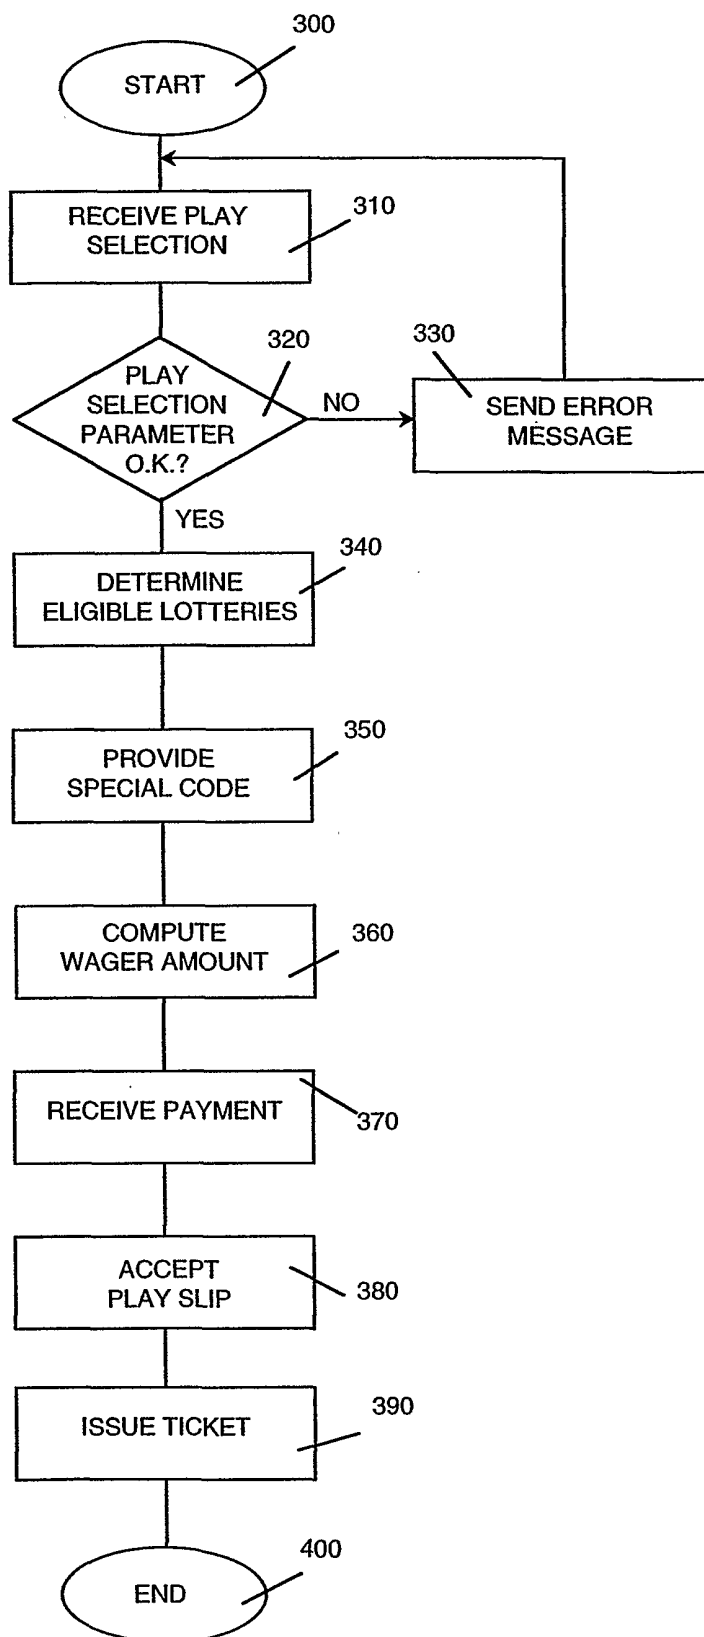 300
START
RECEIVE PLAY
SELECTION
310
320
PLAY
SELECTION
PARAMETER
O.K.?
NO
330
SEND ERROR
MESSAGE
YES
340
DETERMINE
ELIGIBLE LOTTERIES
350
PROVIDE
SPECIAL CODE
COMPUTE
WAGER AMOUNT
360
RECEIVE PAYMENT
370
ACCEPT
PLAY SLIP
380
390
ISSUE TICKET
400
END